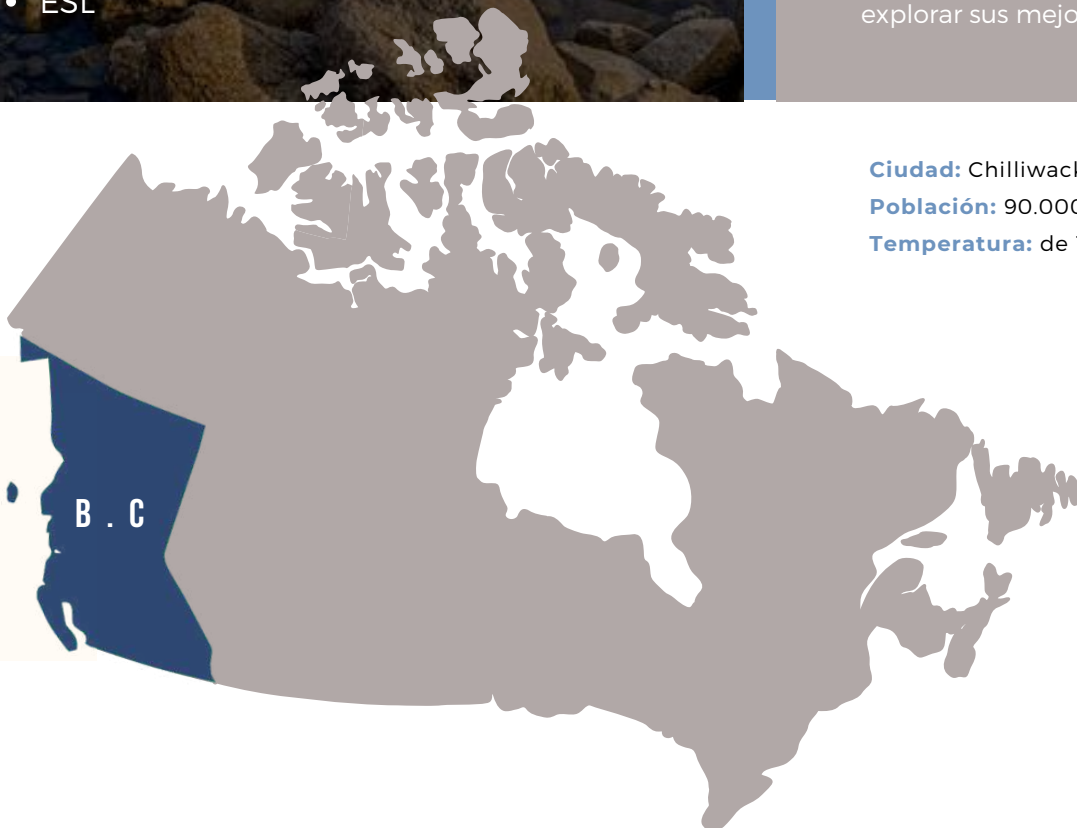 • ESL
explorar sus mejo
Ciudad: Chilliwack
Población: 90.000
Temperatura: de
B . C